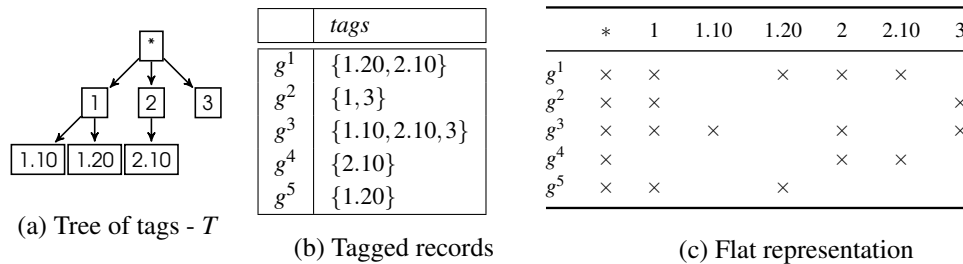 *
1 2 3
1.10 1.20 2.10
(a) Tree of tags - T
tags
g¹ {1.20, 2.10}
g² {1, 3}
g³ {1.10, 2.10, 3}
g⁴ {2.10}
g⁵ {1.20}
(b) Tagged records
* 1 1.10 1.20 2 2.10 3
g¹ × × × × ×
g² × × ×
g³ × × × × ×
g⁴ × × ×
g⁵ × × ×
(c) Flat representation